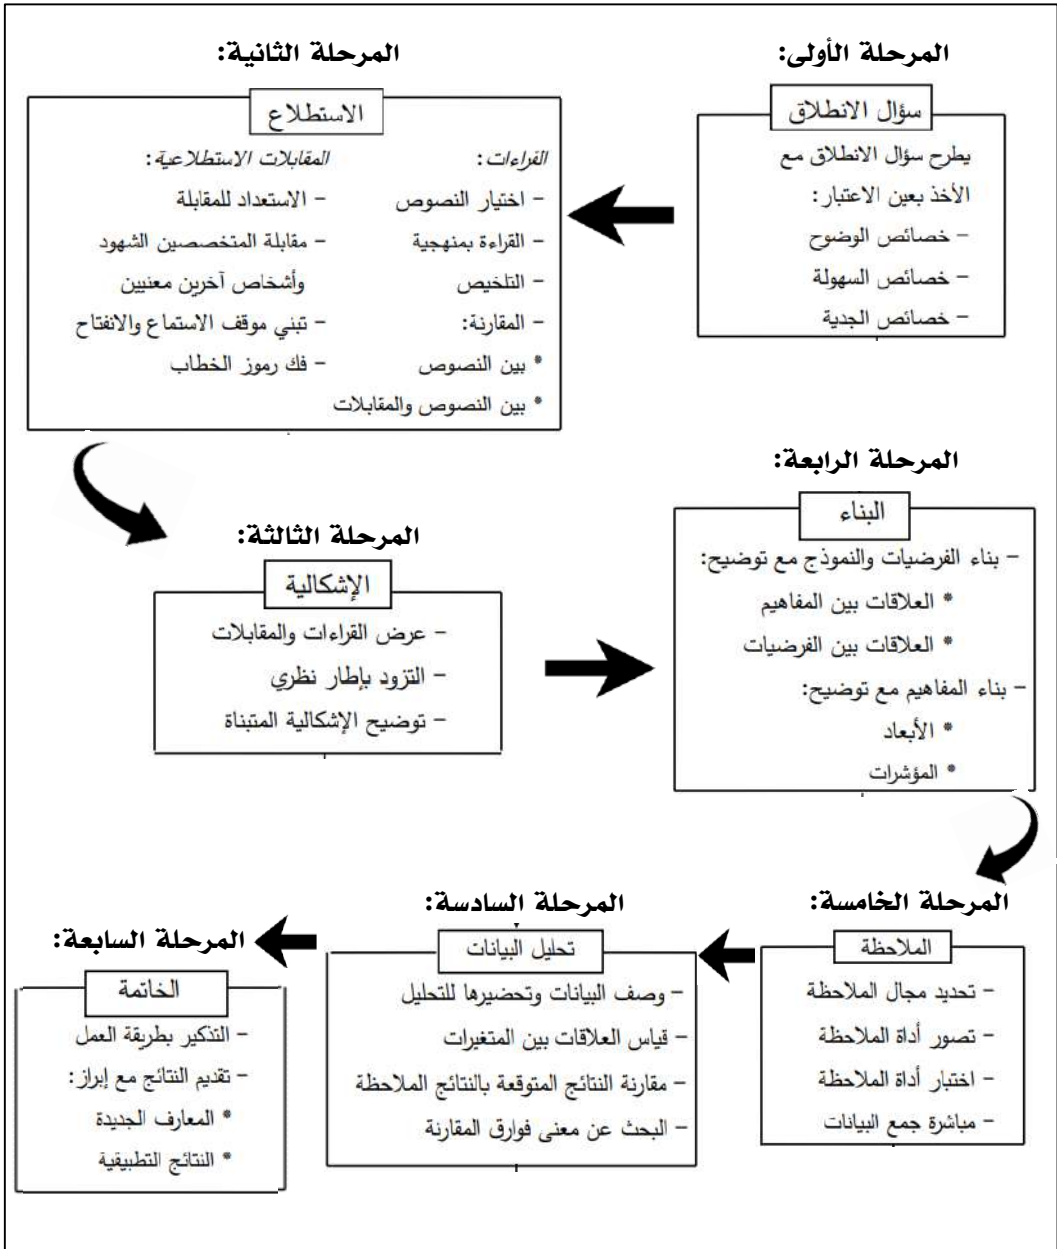 المرحلة الأولى:
سؤال الانطلاق
يطرح سؤال الانطلاق مع
الأخذ بعين الاعتبار:
- خصائص الوضوح
- خصائص السهولة
- خصائص الجدية
المرحلة الثانية:
الاستطلاع
القراءات:
- اختيار النصوص
- القراءة بمنهجية
- التلخيص
- المقارنة:
* بين النصوص
* بين النصوص والمقابلات
المقابلات الاستطلاعية:
- الاستعداد للمقابلة
- مقابلة المتخصصين الشهود
وأشخاص آخرين معنيين
- تبني موقف الاستماع والانفتاح
- فك رموز الخطاب
المرحلة الثالثة:
الإشكالية
- عرض القراءات والمقابلات
- التزود بإطار نظري
- توضيح الإشكالية المتبناة
المرحلة الرابعة:
البناء
- بناء الفرضيات والنموذج مع توضيح:
* العلاقات بين المفاهيم
* العلاقات بين الفرضيات
- بناء المفاهيم مع توضيح:
* الأبعاد
* المؤشرات
المرحلة الخامسة:
الملاحظة
- تحديد مجال الملاحظة
- تصور أداة الملاحظة
- اختبار أداة الملاحظة
- مباشرة جمع البيانات
المرحلة السادسة:
تحليل البيانات
- وصف البيانات وتحضيرها للتحليل
- قياس العلاقات بين المتغيرات
- مقارنة النتائج المتوقعة بالنتائج الملاحظة
- البحث عن معنى فوارق المقارنة
المرحلة السابعة:
الخاتمة
- التذكير بطريقة العمل
- تقديم النتائج مع إبراز:
* المعارف الجديدة
* النتائج التطبيقية